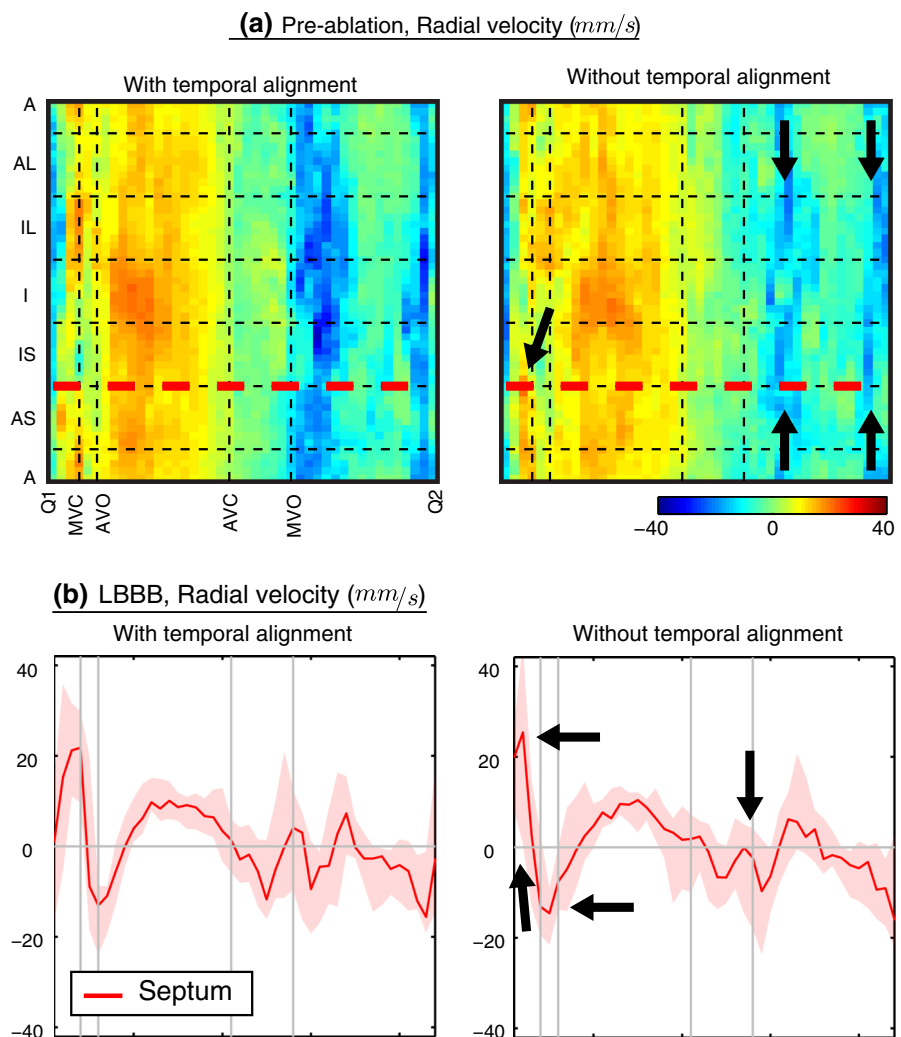 (a) Pre-ablation, Radial velocity (mm/s)
With temporal alignment
Without temporal alignment
A
AL
IL
I
IS
AS
A
Q1
MVC
AVO
AVC
MVO
Q2
−40
0
40
(b) LBBB, Radial velocity (mm/s)
With temporal alignment
Without temporal alignment
40
20
0
−20
−40
Septum
40
20
0
−20
−40